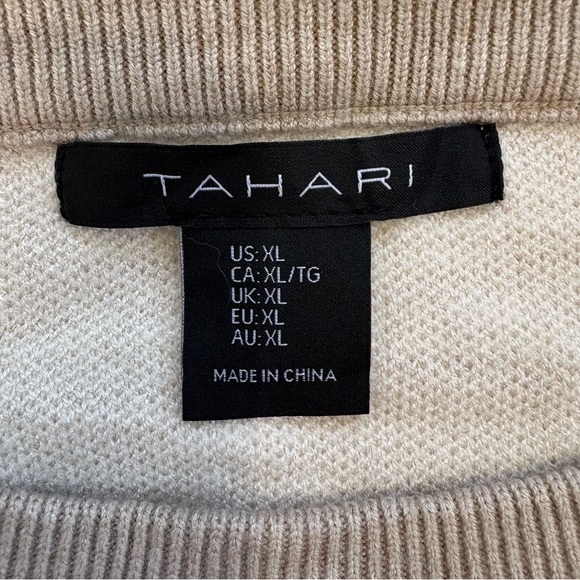 TAHARI
US: XL
CA: XL/TG
UK: XL
EU: XL
AU: XL
MADE IN CHINA